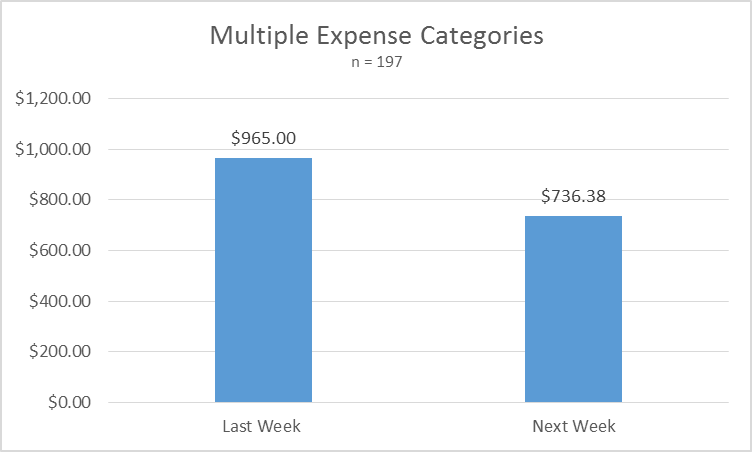 Multiple Expense Categories
n = 197
$1,200.00
$1,000.00
$800.00
$600.00
$400.00
$200.00
$0.00
$965.00
$736.38
Last Week
Next Week